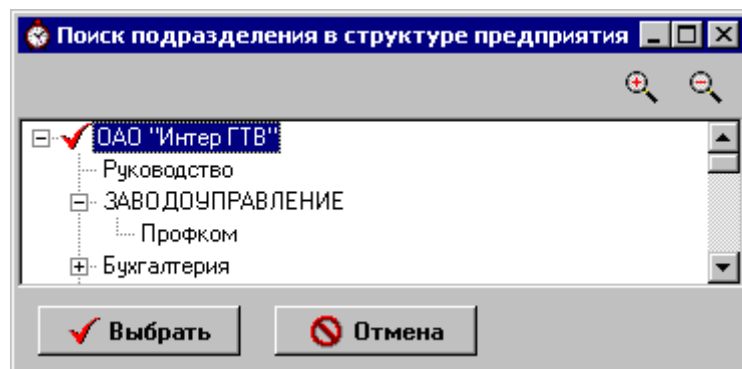 Поиск подразделения в структуре предприятия
ОАО "Интер ГТВ"
Руководство
ЗАВОДОУПРАВЛЕНИЕ
Профком
Бухгалтерия
Выбрать
Отмена